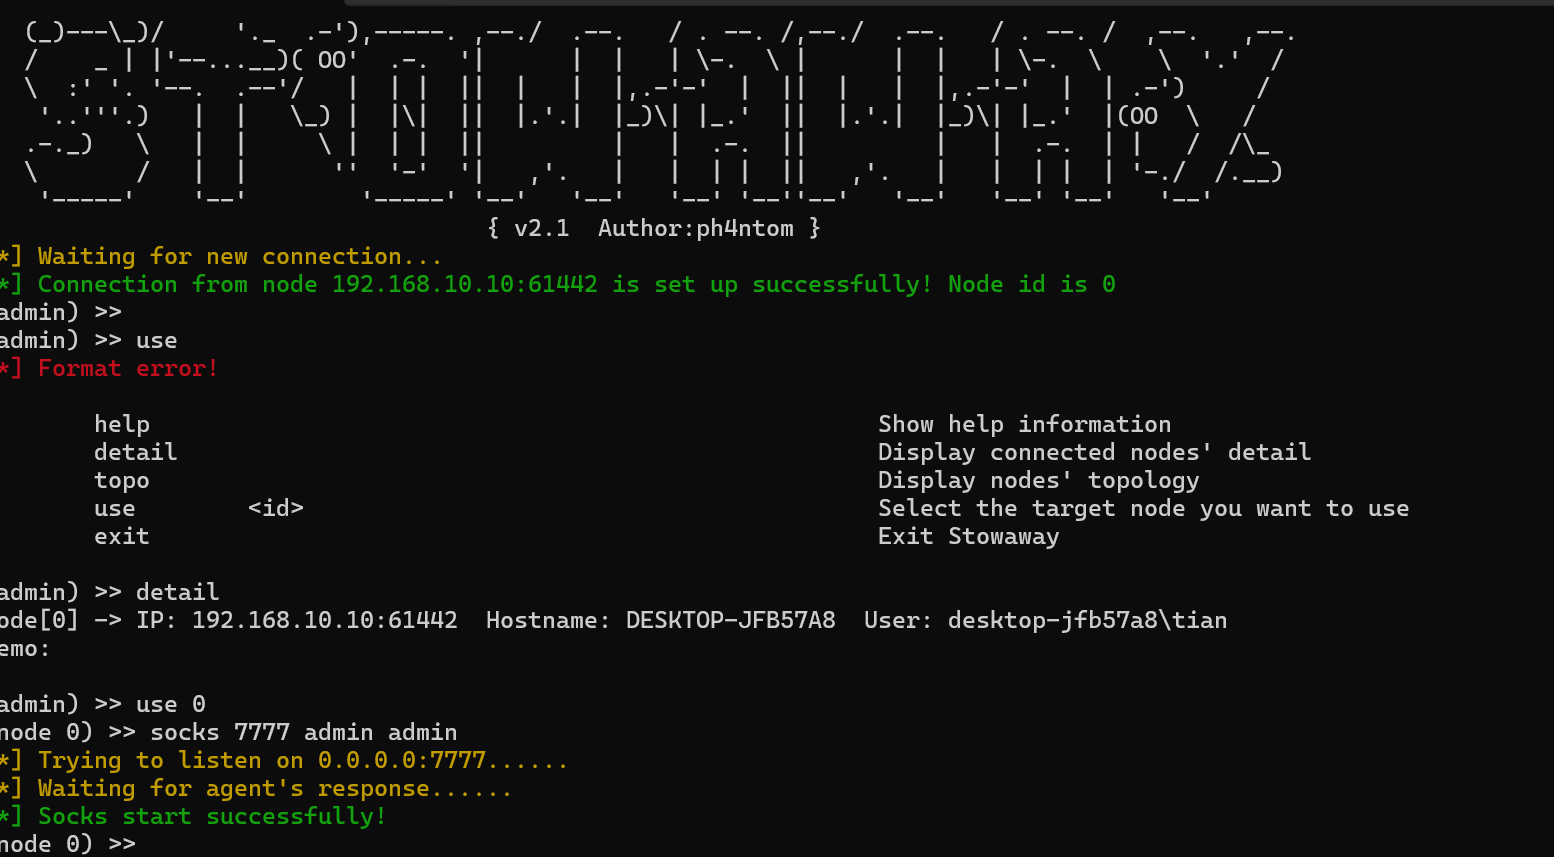 { v2.1  Author:ph4ntom }
*] Waiting for new connection...
*] Connection from node 192.168.10.10:61442 is set up successfully! Node id is 0
admin) >>
admin) >> use
*] Format error!
help Show help information
detail Display connected nodes' detail
topo Display nodes' topology
use <id> Select the target node you want to use
exit Exit Stowaway
admin) >> detail
ode[0] -> IP: 192.168.10.10:61442  Hostname: DESKTOP-JFB57A8  User: desktop-jfb57a8\tian
emo:
admin) >> use 0
node 0) >> socks 7777 admin admin
*] Trying to listen on 0.0.0.0:7777......
*] Waiting for agent's response......
*] Socks start successfully!
node 0) >>